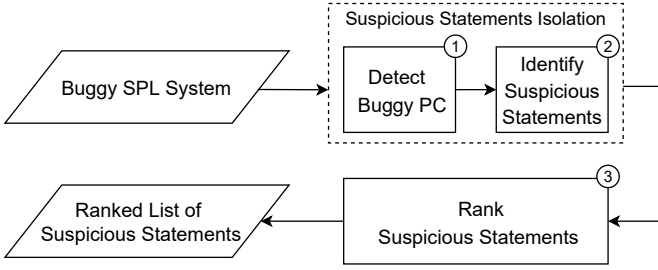 Suspicious Statements Isolation
Buggy SPL System
1
Detect
Buggy PC
2
Identify
Suspicious
Statements
3
Rank
Suspicious Statements
Ranked List of
Suspicious Statements